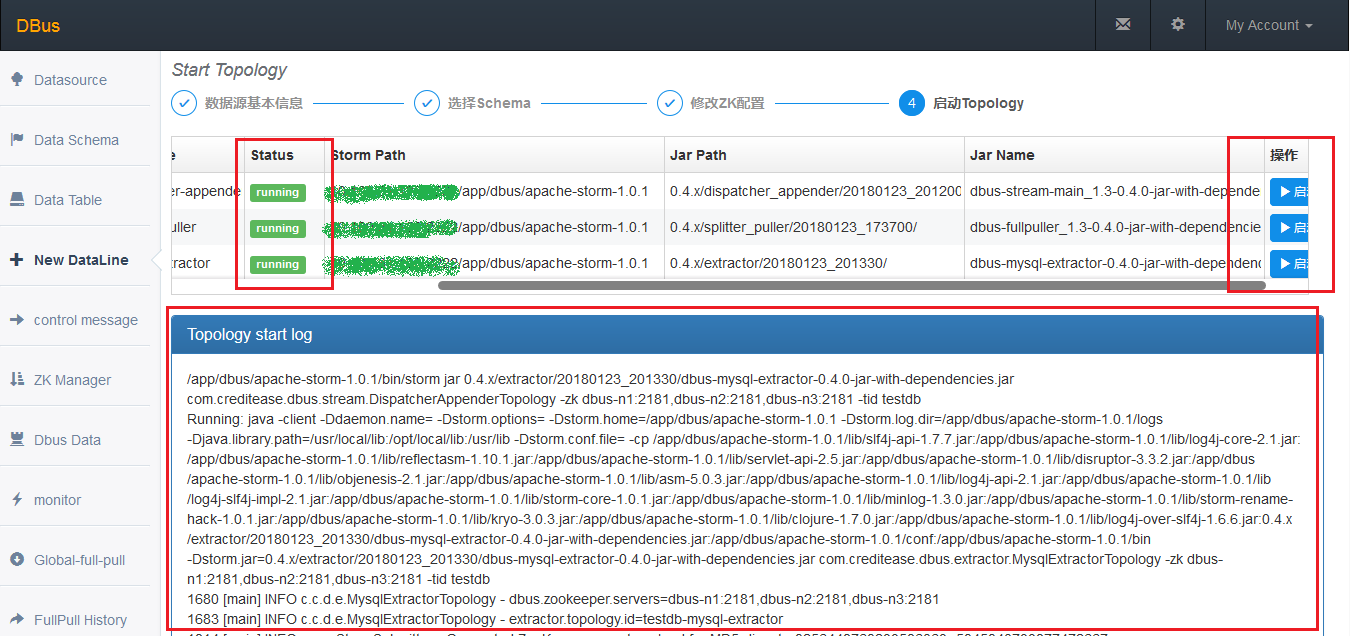 DBus
My Account
Datasource
Data Schema
Data Table
New DataLine
control message
ZK Manager
Dbus Data
monitor
Global-full-pull
FullPull History
Start Topology
数据源基本信息
选择Schema
修改ZK配置
4 启动Topology
Status Storm Path Jar Path Jar Name 操作
er-appende running /app/dbus/apache-storm-1.0.1 0.4.x/dispatcher_appender/20180123_201200 dbus-stream-main_1.3-0.4.0-jar-with-depende 启
uller running /app/dbus/apache-storm-1.0.1 0.4.x/splitter_puller/20180123_173700/ dbus-fullpuller_1.3-0.4.0-jar-with-dependencie 启
tractor running /app/dbus/apache-storm-1.0.1 0.4.x/extractor/20180123_201330/ dbus-mysql-extractor-0.4.0-jar-with-dependenc 启
Topology start log
/app/dbus/apache-storm-1.0.1/bin/storm jar 0.4.x/extractor/20180123_201330/dbus-mysql-extractor-0.4.0-jar-with-dependencies.jar
com.creditease.dbus.stream.DispatcherAppenderTopology -zk dbus-n1:2181,dbus-n2:2181,dbus-n3:2181 -tid testdb
Running: java -client -Ddaemon.name= -Dstorm.options= -Dstorm.home=/app/dbus/apache-storm-1.0.1 -Dstorm.log.dir=/app/dbus/apache-storm-1.0.1/logs
-Djava.library.path=/usr/local/lib:/opt/local/lib:/usr/lib -Dstorm.conf.file= -cp /app/dbus/apache-storm-1.0.1/lib/slf4j-api-1.7.7.jar:/app/dbus/apache-storm-1.0.1/lib/log4j-core-2.1.jar:
/app/dbus/apache-storm-1.0.1/lib/reflectasm-1.10.1.jar:/app/dbus/apache-storm-1.0.1/lib/servlet-api-2.5.jar:/app/dbus/apache-storm-1.0.1/lib/disruptor-3.3.2.jar:/app/dbus
/apache-storm-1.0.1/lib/objenesis-2.1.jar:/app/dbus/apache-storm-1.0.1/lib/asm-5.0.3.jar:/app/dbus/apache-storm-1.0.1/lib/log4j-api-2.1.jar:/app/dbus/apache-storm-1.0.1/lib
/log4j-slf4j-impl-2.1.jar:/app/dbus/apache-storm-1.0.1/lib/storm-core-1.0.1.jar:/app/dbus/apache-storm-1.0.1/lib/minlog-1.3.0.jar:/app/dbus/apache-storm-1.0.1/lib/storm-rename-
hack-1.0.1.jar:/app/dbus/apache-storm-1.0.1/lib/kryo-3.0.3.jar:/app/dbus/apache-storm-1.0.1/lib/clojure-1.7.0.jar:/app/dbus/apache-storm-1.0.1/lib/log4j-over-slf4j-1.6.6.jar:0.4.x
/extractor/20180123_201330/dbus-mysql-extractor-0.4.0-jar-with-dependencies.jar:/app/dbus/apache-storm-1.0.1/conf:/app/dbus/apache-storm-1.0.1/bin
-Dstorm.jar=0.4.x/extractor/20180123_201330/dbus-mysql-extractor-0.4.0-jar-with-dependencies.jar com.creditease.dbus.extractor.MysqlExtractorTopology -zk dbus-
n1:2181,dbus-n2:2181,dbus-n3:2181 -tid testdb
1680 [main] INFO c.c.d.e.MysqlExtractorTopology - dbus.zookeeper.servers=dbus-n1:2181,dbus-n2:2181,dbus-n3:2181
1683 [main] INFO c.c.d.e.MysqlExtractorTopology - extractor.topology.id=testdb-mysql-extractor